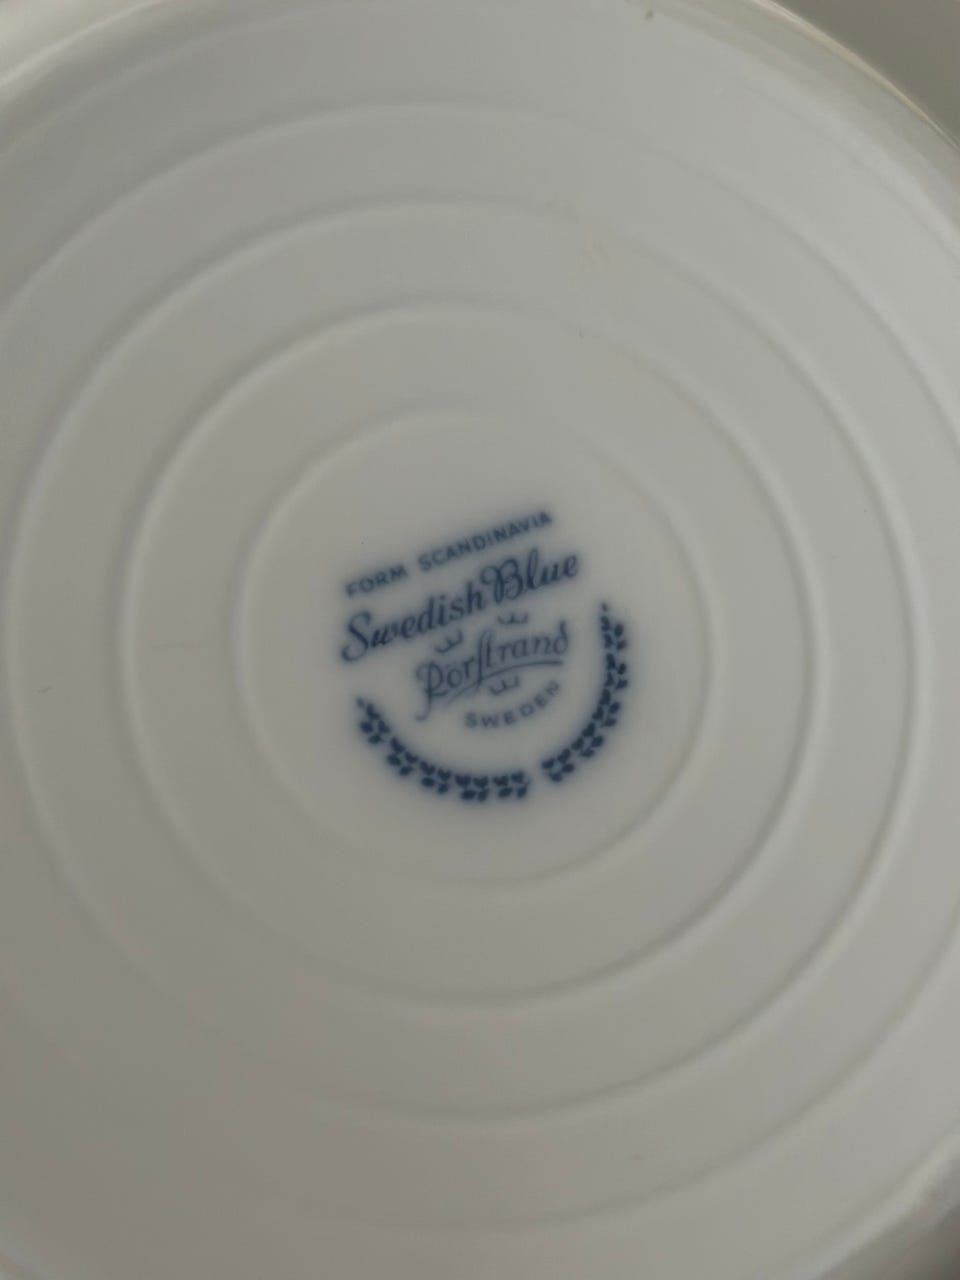 FORM SCANDINAVIA
Swedish Blue
Rörstrand
SWEDEN